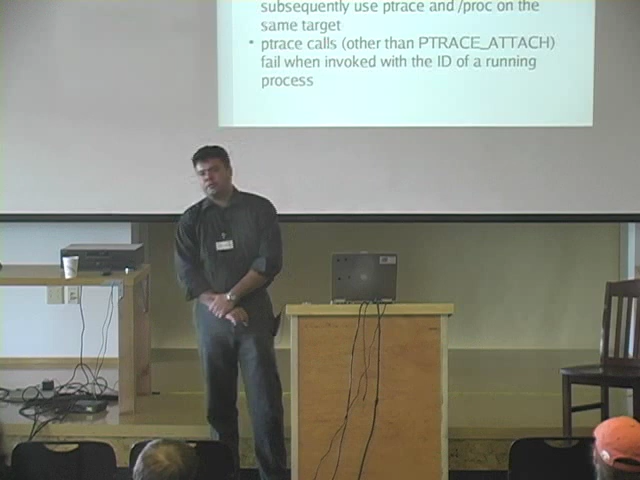 subsequently use ptrace and /proc on the
same target
• ptrace calls (other than PTRACE_ATTACH)
fail when invoked with the ID of a running
process